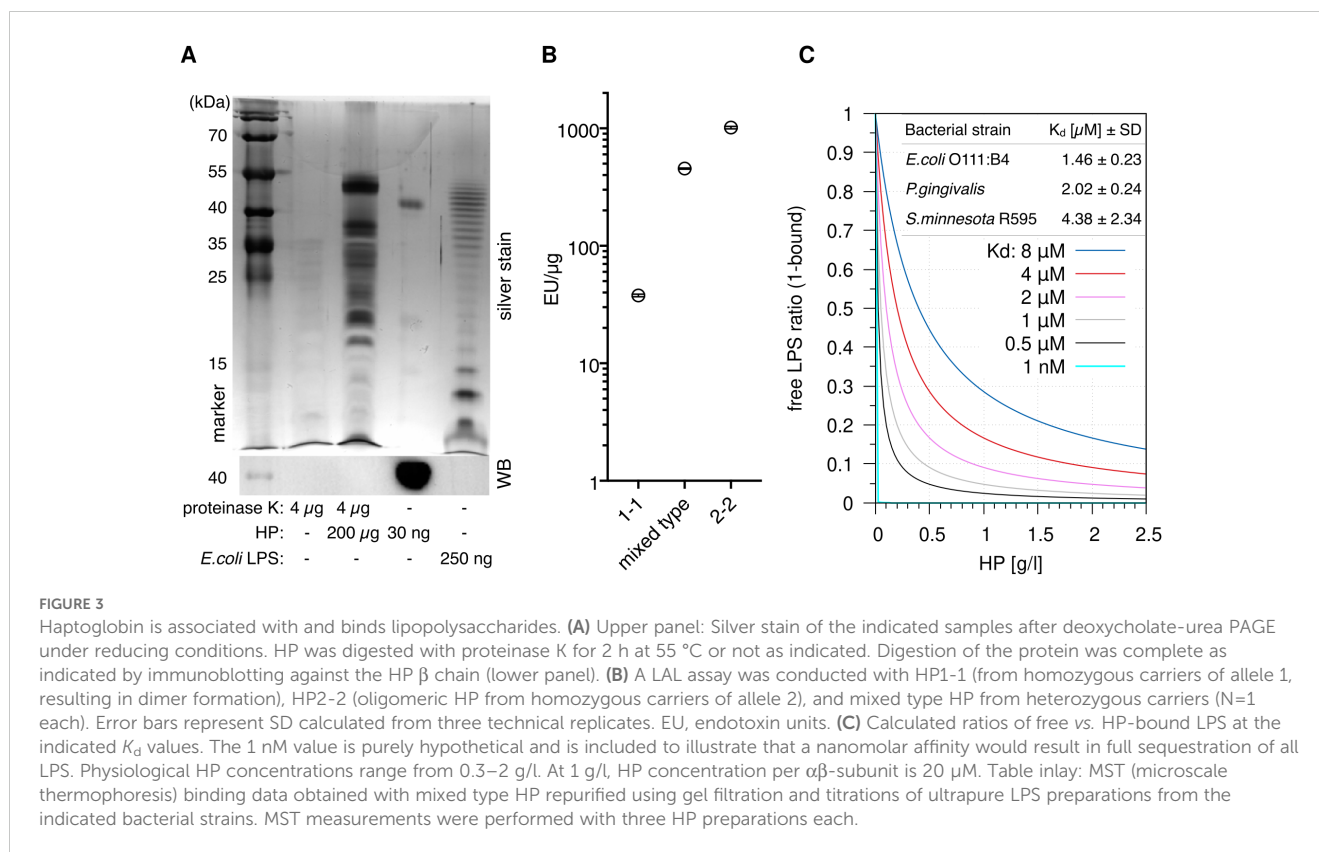 A
(kDa)
70
55
40
35
25
15
marker
silver stain
40
WB
proteinase K: 4 µg 4 µg - -
HP: - 200 µg 30 ng -
E.coli LPS: - - - 250 ng
B
1000
100
10
1
EU/µg
1-1
mixed type
2-2
C
1
0.9
0.8
0.7
0.6
0.5
0.4
0.3
0.2
0.1
0
free LPS ratio (1-bound)
Bacterial strain Kd [µM] ± SD
E.coli O111:B4 1.46 ± 0.23
P.gingivalis 2.02 ± 0.24
S.minnesota R595 4.38 ± 2.34
Kd: 8 µM
4 µM
2 µM
1 µM
0.5 µM
1 nM
0 0.5 1 1.5 2 2.5
HP [g/l]
FIGURE 3
Haptoglobin is associated with and binds lipopolysaccharides. (A) Upper panel: Silver stain of the indicated samples after deoxycholate-urea PAGE
under reducing conditions. HP was digested with proteinase K for 2 h at 55 °C or not as indicated. Digestion of the protein was complete as
indicated by immunoblotting against the HP β chain (lower panel). (B) A LAL assay was conducted with HP1-1 (from homozygous carriers of allele 1,
resulting in dimer formation), HP2-2 (oligomeric HP from homozygous carriers of allele 2), and mixed type HP from heterozygous carriers (N=1
each). Error bars represent SD calculated from three technical replicates. EU, endotoxin units. (C) Calculated ratios of free vs. HP-bound LPS at the
indicated Kd values. The 1 nM value is purely hypothetical and is included to illustrate that a nanomolar affinity would result in full sequestration of all
LPS. Physiological HP concentrations range from 0.3–2 g/l. At 1 g/l, HP concentration per αβ-subunit is 20 µM. Table inlay: MST (microscale
thermophoresis) binding data obtained with mixed type HP repurified using gel filtration and titrations of ultrapure LPS preparations from the
indicated bacterial strains. MST measurements were performed with three HP preparations each.